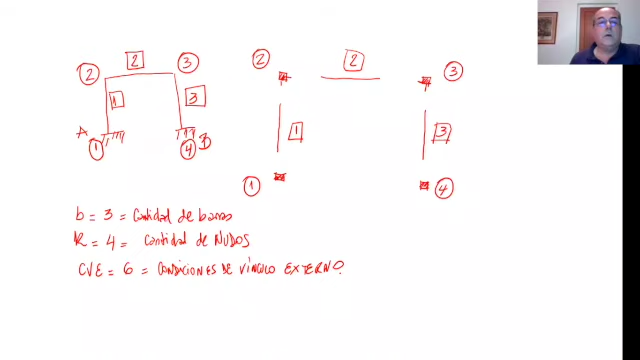 2 2 3
1 3
A 1 4 B
2 2 3
1 3
1 4
b = 3 = Cantidad de barras
K = 4 = Cantidad de NUDOS
CVE = 6 = CONDICIONES DE VÍNCULO EXTERNO.